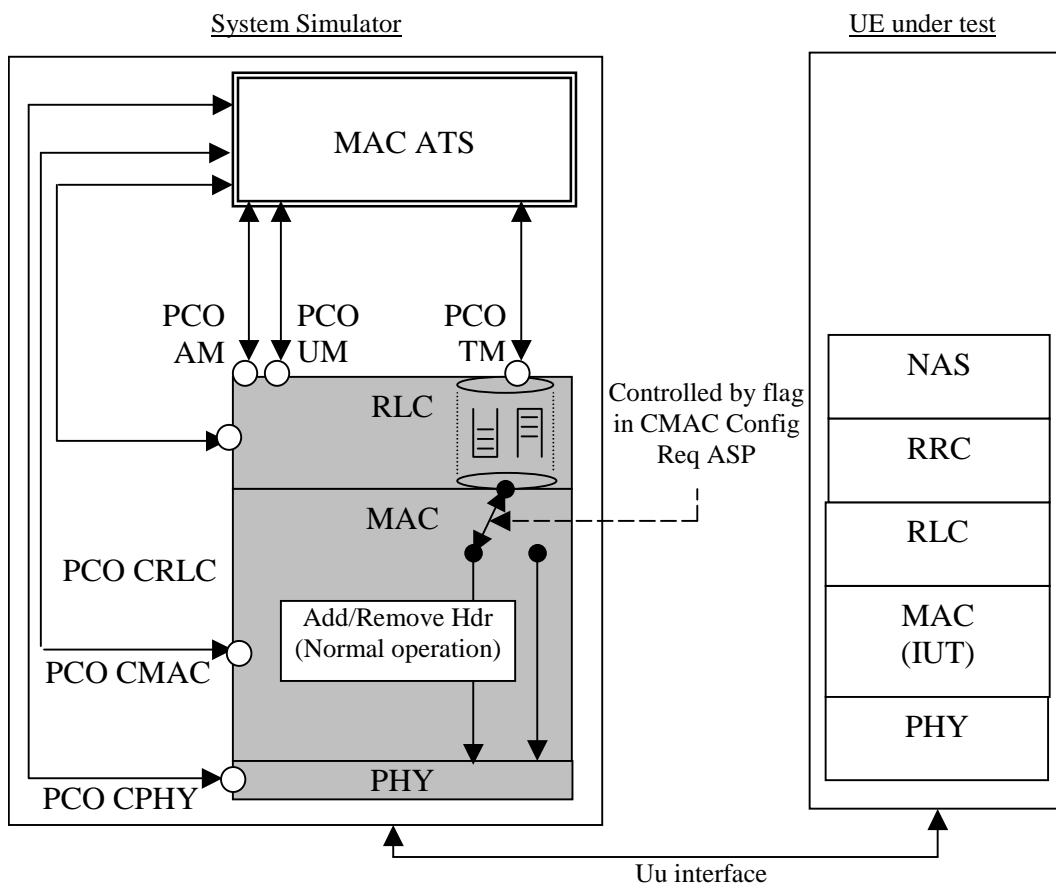 System Simulator
UE under test
MAC ATS
PCO
AM
PCO
UM
PCO
TM
RLC
Controlled by flag
in CMAC Config
Req ASP
MAC
PCO CRLC
Add/Remove Hdr
(Normal operation)
PCO CMAC
PHY
PCO CPHY
NAS
RRC
RLC
MAC
(IUT)
PHY
Uu interface